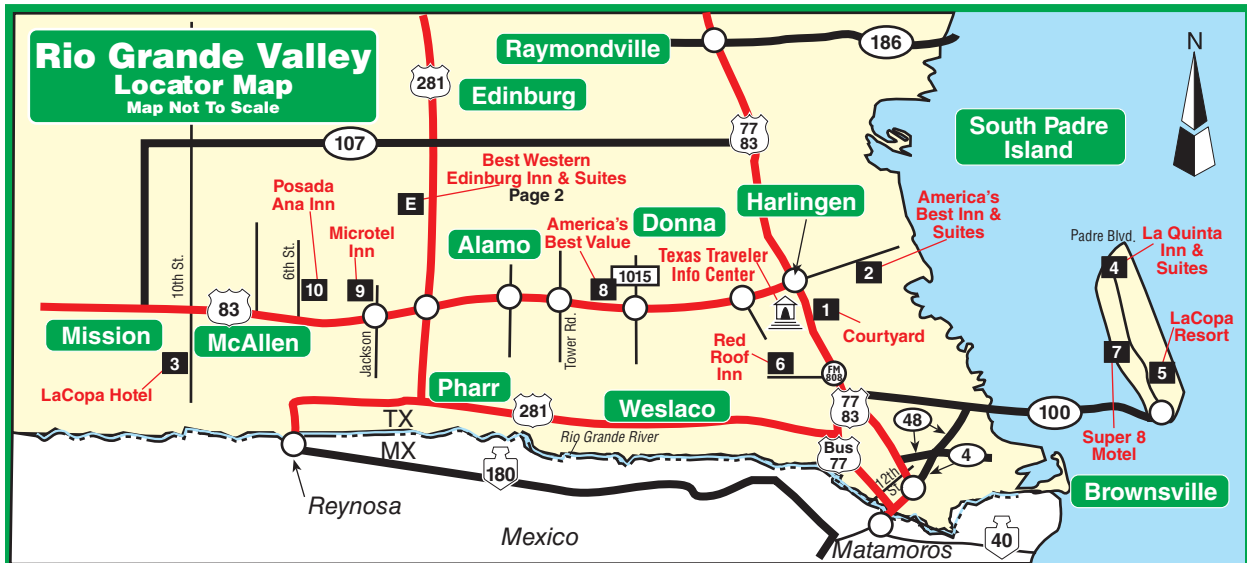 Rio Grande Valley
Locator Map
Map Not To Scale
Raymondville
186
N
281
Edinburg
77
83
South Padre
Island
107
Best Western
Edinburg Inn & Suites
Page 2
E
Posada
Ana Inn
Microtel
Inn
10th St.
6th St.
10
9
Alamo
America's
Best Value
Donna
Harlingen
America's
Best Inn &
Suites
Texas Traveler
Info Center
1015
8
2
Padre Blvd.
La Quinta
Inn &
Suites
4
83
Mission
McAllen
Jackson
Tower Rd.
1
Courtyard
Red
Roof
Inn
6
LaCopa
Resort
3
LaCopa Hotel
FM
808
7
5
Pharr
281
Weslaco
77
83
100
Super 8
Motel
TX
MX
Rio Grande River
Bus
77
48
4
12th
St.
180
Reynosa
Brownsville
Mexico
Matamoros
40